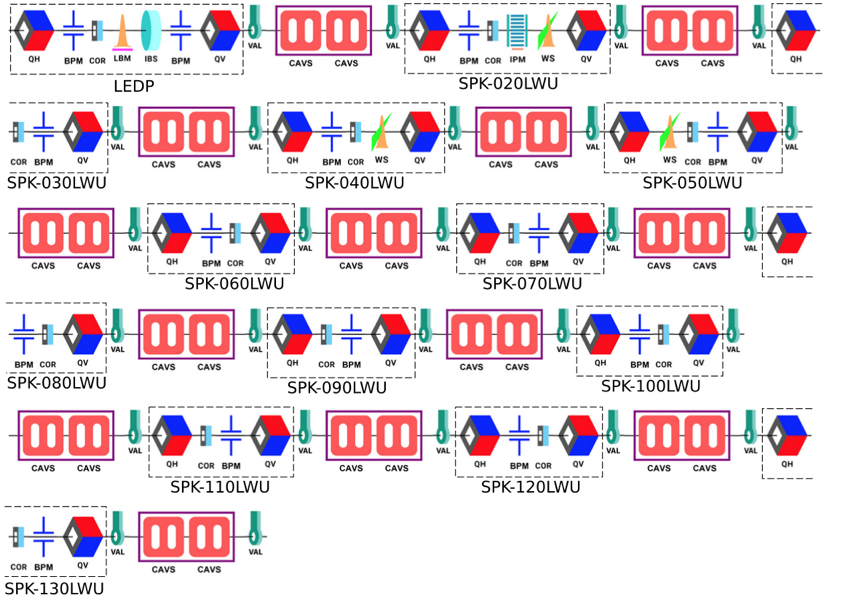 QH BPM COR LBM IBS BPM QV VAL CAVS CAVS VAL QH BPM COR IPM WS QV VAL CAVS CAVS VAL QH
LEDP SPK-020LWU
COR BPM QV VAL CAVS CAVS VAL QH BPM COR WS QV VAL CAVS CAVS VAL QH WS COR BPM QV VAL
SPK-030LWU SPK-040LWU SPK-050LWU
CAVS CAVS VAL QH BPM COR QV VAL CAVS CAVS VAL QH COR BPM QV VAL CAVS CAVS VAL QH
SPK-060LWU SPK-070LWU
BPM COR QV VAL CAVS CAVS VAL QH COR BPM QV VAL CAVS CAVS VAL QH BPM COR QV VAL
SPK-080LWU SPK-090LWU SPK-100LWU
CAVS CAVS VAL QH COR BPM QV VAL CAVS CAVS VAL QH BPM COR QV VAL CAVS CAVS VAL QH
SPK-110LWU SPK-120LWU
COR BPM QV VAL CAVS CAVS VAL
SPK-130LWU